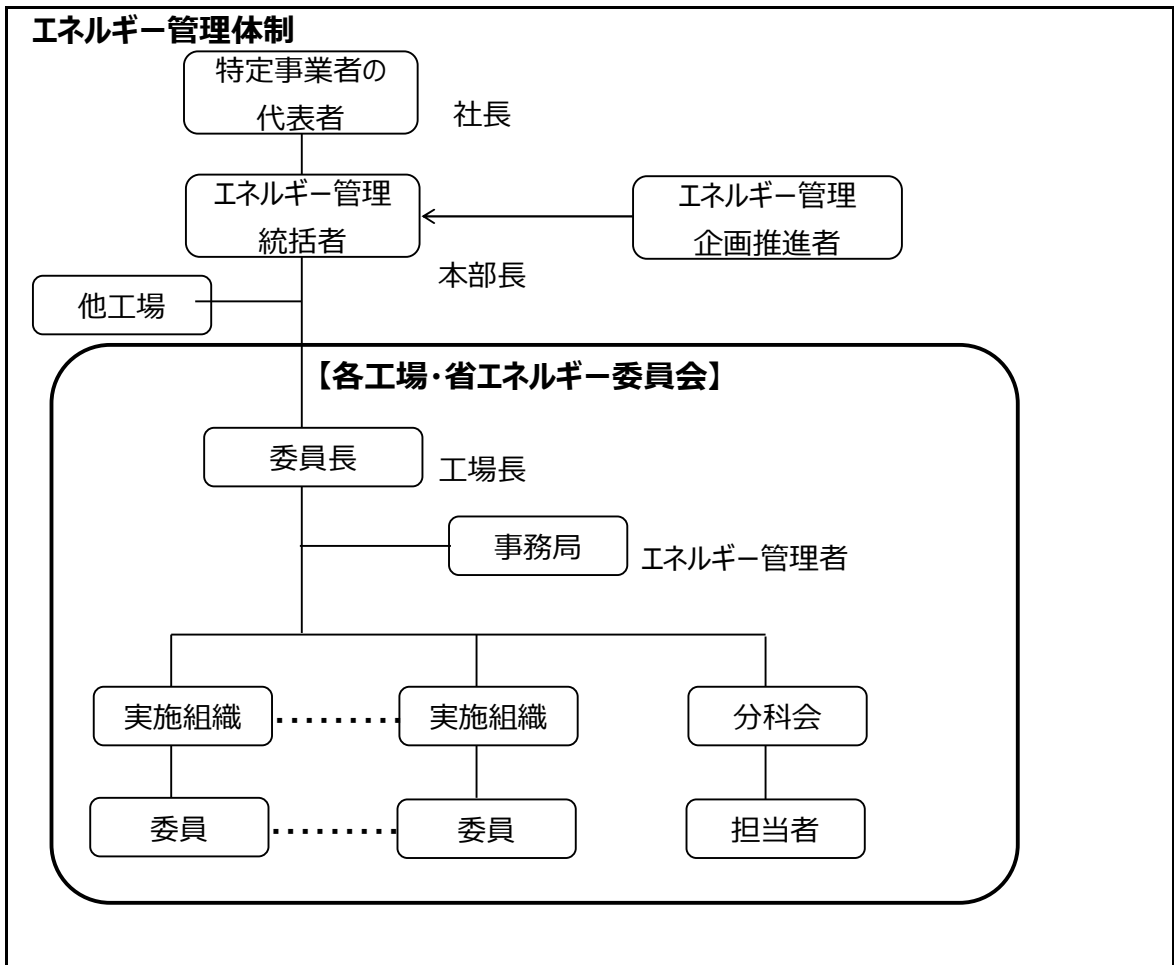 エネルギー管理体制
特定事業者の
代表者
社長
エネルギー管理
統括者
エネルギー管理
企画推進者
本部長
他工場
【各工場・省エネルギー委員会】
委員長
工場長
事務局
エネルギー管理者
実施組織
実施組織
分科会
委員
委員
担当者